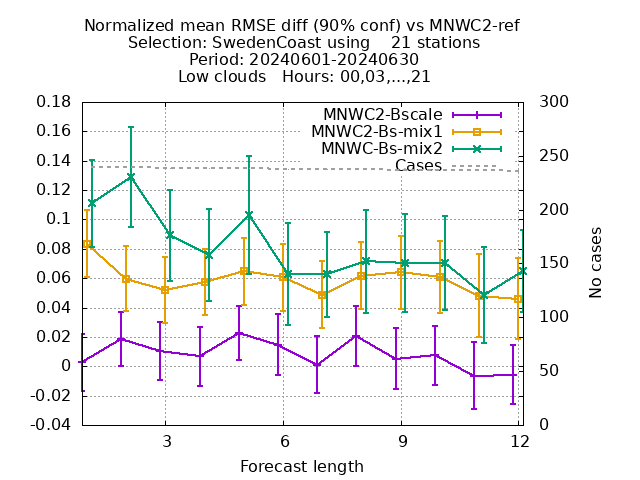 Normalized mean RMSE diff (90% conf) vs MNWC2-ref
Selection: SwedenCoast using    21 stations
Period: 20240601-20240630
Low clouds   Hours: 00,03,...,21
MNWC2-Bscale
MNWC2-Bs-mix1
MNWC-Bs-mix2
Cases
0.18
0.16
0.14
0.12
0.1
0.08
0.06
0.04
0.02
0
-0.02
-0.04
300
250
200
150
100
50
0
No cases
3
6
9
12
Forecast length